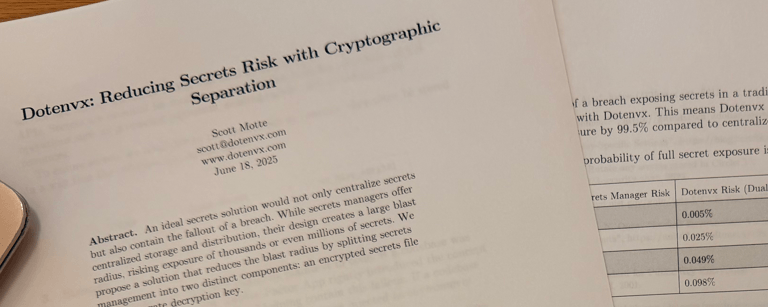 Dotenvx: Reducing Secrets Risk with Cryptographic
Separation
Scott Motte
scott@dotenvx.com
www.dotenvx.com
June 18, 2025
Abstract. An ideal secrets solution would not only centralize secrets
but also contain the fallout of a breach. While secrets managers offer
centralized storage and distribution, their design creates a large blast
radius, risking exposure of thousands or even millions of secrets. We
propose a solution that reduces the blast radius by splitting secrets
management into two distinct components: an encrypted secrets file
decryption key.
of a breach exposing secrets in a
with Dotenvx. This means Dotenvx
by 99.5% compared to
probability of full secret exposure
Manager Risk
Dotenvx Risk
0.005%
0.025%
0.049%
0.098%